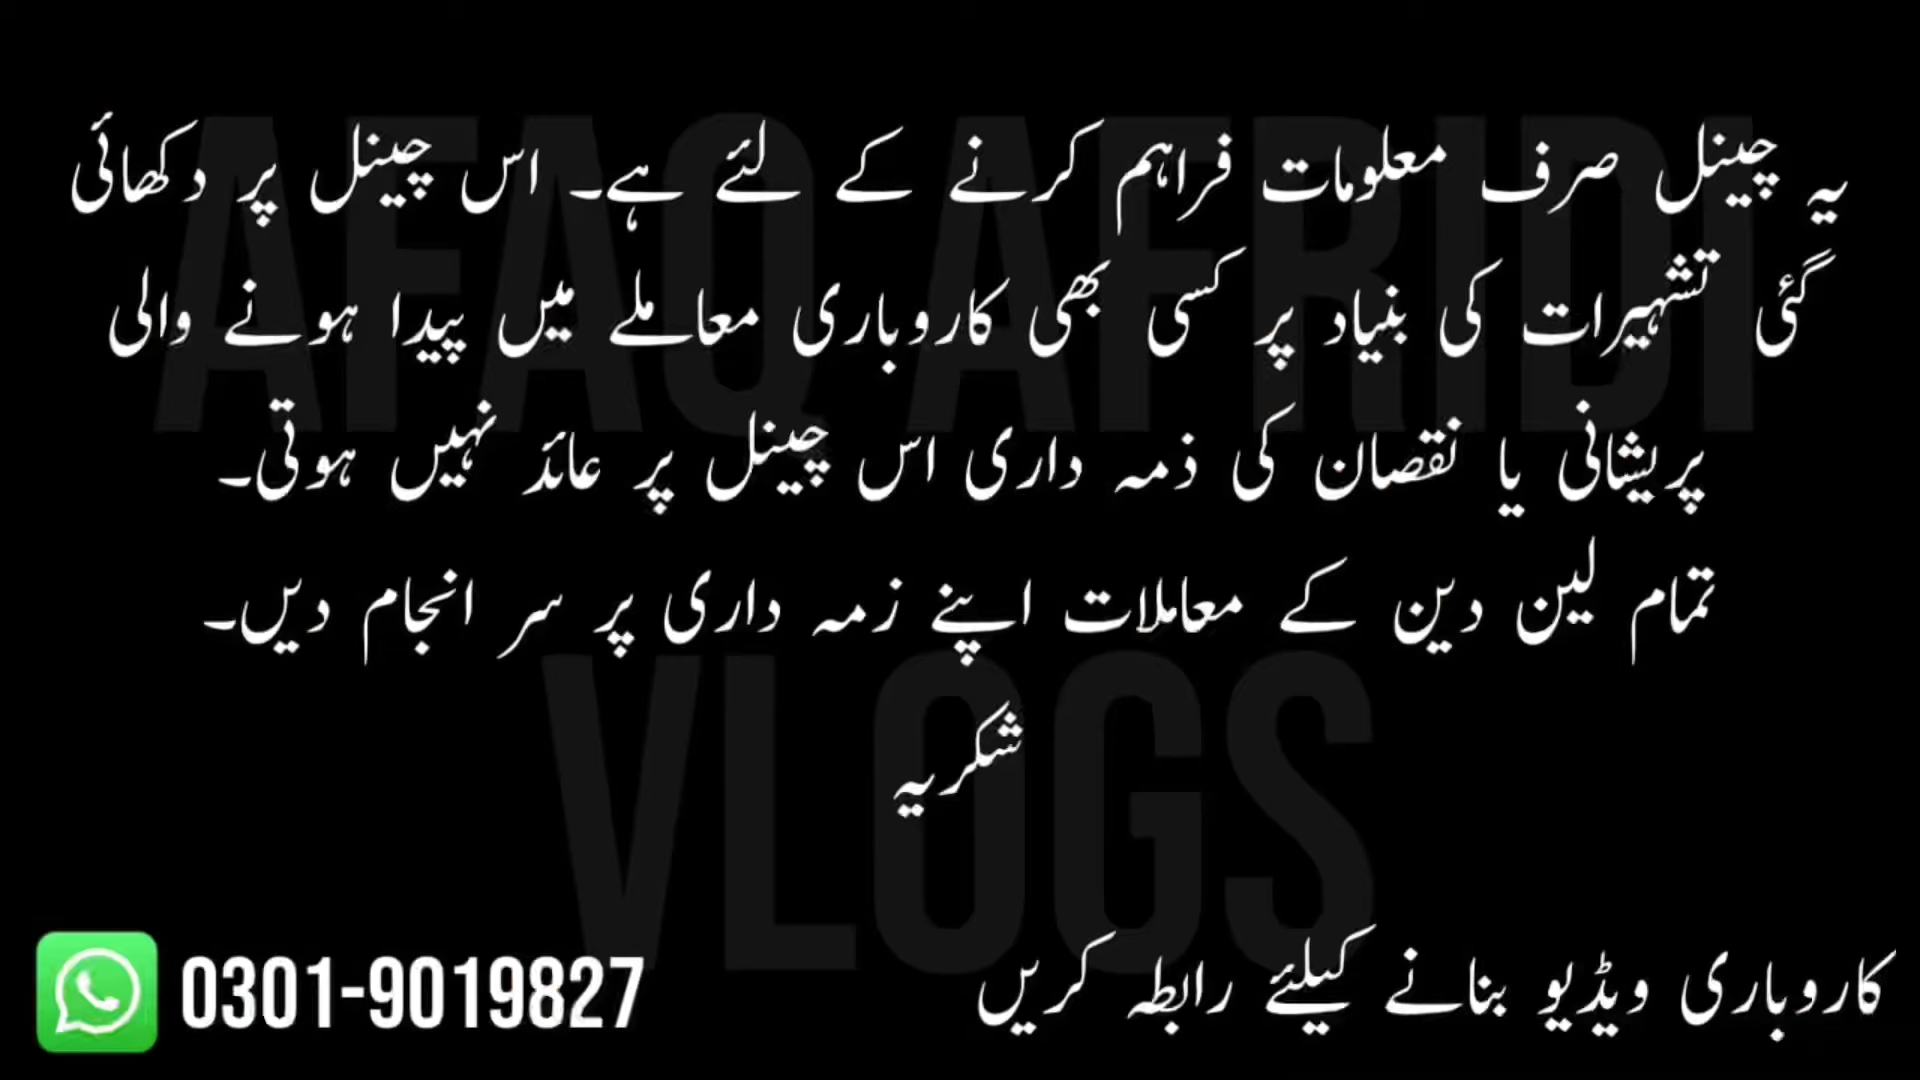 یہ چینل صرف معلومات فراہم کرنے کے لئے ہے۔ اس چینل پر دکھائی
گئی تشہیرات کی بنیاد پر کسی بھی کاروباری معاملے میں پیدا ہونے والی
پریشانی یا نقصان کی ذمہ داری اس چینل پر عائد نہیں ہوتی۔
تمام لین دین کے معاملات اپنے زمہ داری پر سر انجام دیں۔
شکریہ
AFAQ AFRIDI
VLOGS
کاروباری ویڈیو بنانے کیلئے رابطہ کریں
0301-9019827